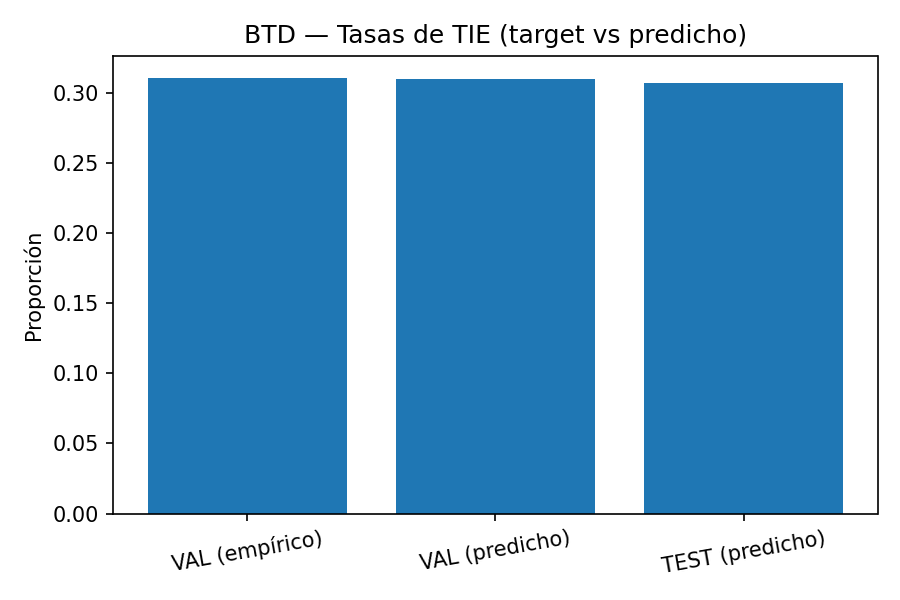 BTD — Tasas de TIE (target vs predicho)
Proporción
0.30
0.25
0.20
0.15
0.10
0.05
0.00
VAL (empírico)
VAL (predicho)
TEST (predicho)